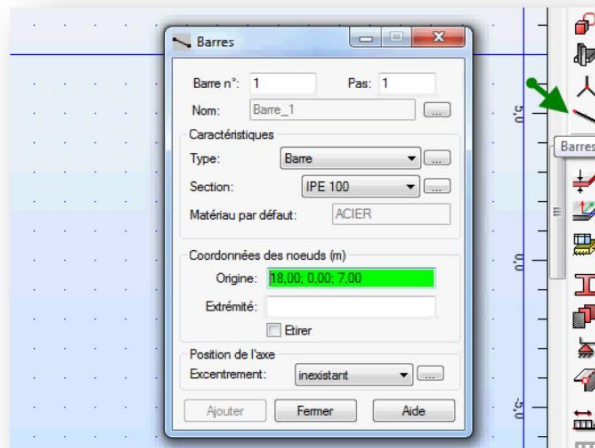 Barres
Barre n°: 1 Pas: 1
Nom: Barre_1 ...
Caractéristiques
Type: Barre ...
Section: IPE 100 ...
Matériau par défaut: ACIER
Coordonnées des noeuds (m)
Origine: 18,00; 0,00; 7,00
Extrémité:
Etirer
Position de l'axe
Excentrement: inexistant ...
Ajouter Fermer Aide
5,0
Barres
0,0